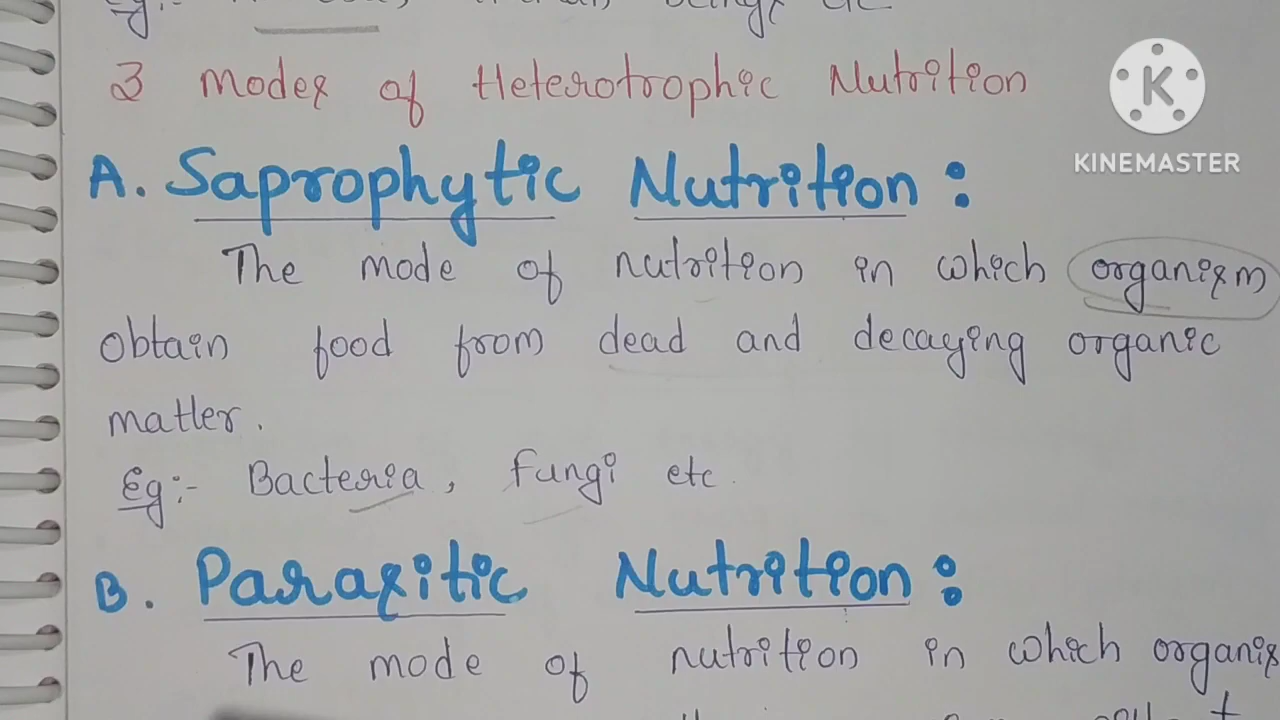 Eg:-
3 Modes of Heterotrophic Nutrition
KINEMASTER
A. Saprophytic Nutrition :
The mode of nutrition in which organism
obtain food from dead and decaying organic
matter.
Eg:- Bacteria, fungi etc.
B. Parasitic Nutrition :
The mode of nutrition in which organis